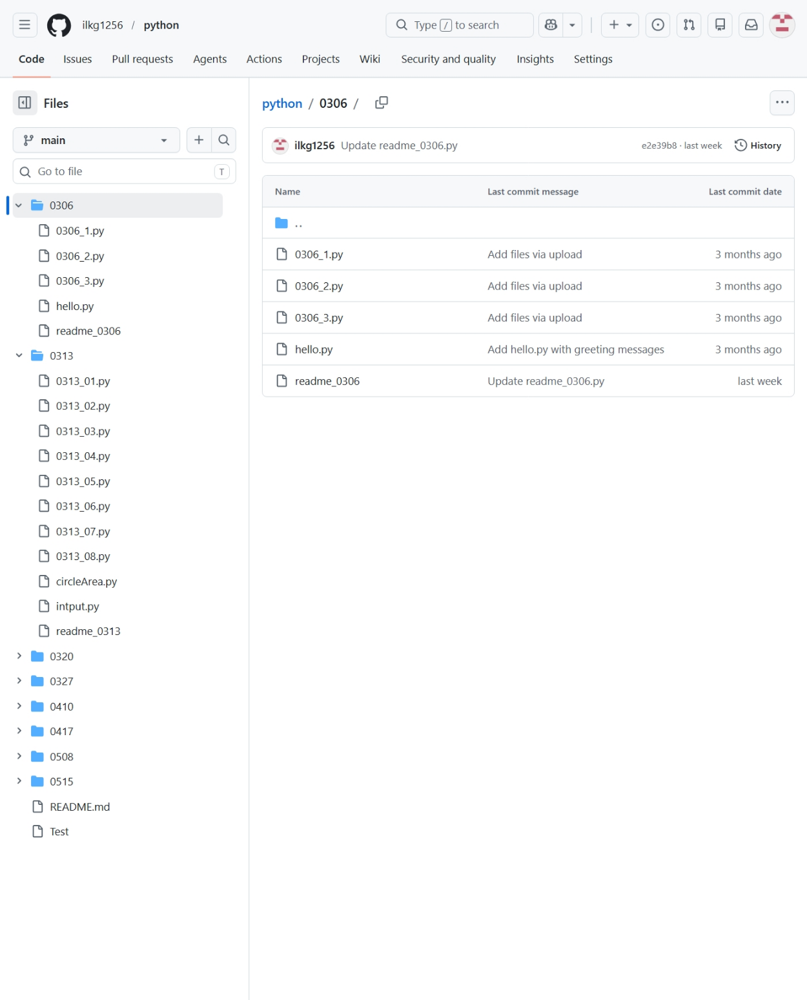 ilkg1256 / python
Type / to search
Code Issues Pull requests Agents Actions Projects Wiki Security and quality Insights Settings
Files
main
Go to file T
0306
0306_1.py
0306_2.py
0306_3.py
hello.py
readme_0306
0313
0313_01.py
0313_02.py
0313_03.py
0313_04.py
0313_05.py
0313_06.py
0313_07.py
0313_08.py
circleArea.py
intput.py
readme_0313
0320
0327
0410
0417
0508
0515
README.md
Test
python / 0306 /
ilkg1256 Update readme_0306.py e2e39b8 · last week History
Name Last commit message Last commit date
..
0306_1.py Add files via upload 3 months ago
0306_2.py Add files via upload 3 months ago
0306_3.py Add files via upload 3 months ago
hello.py Add hello.py with greeting messages 3 months ago
readme_0306 Update readme_0306.py last week